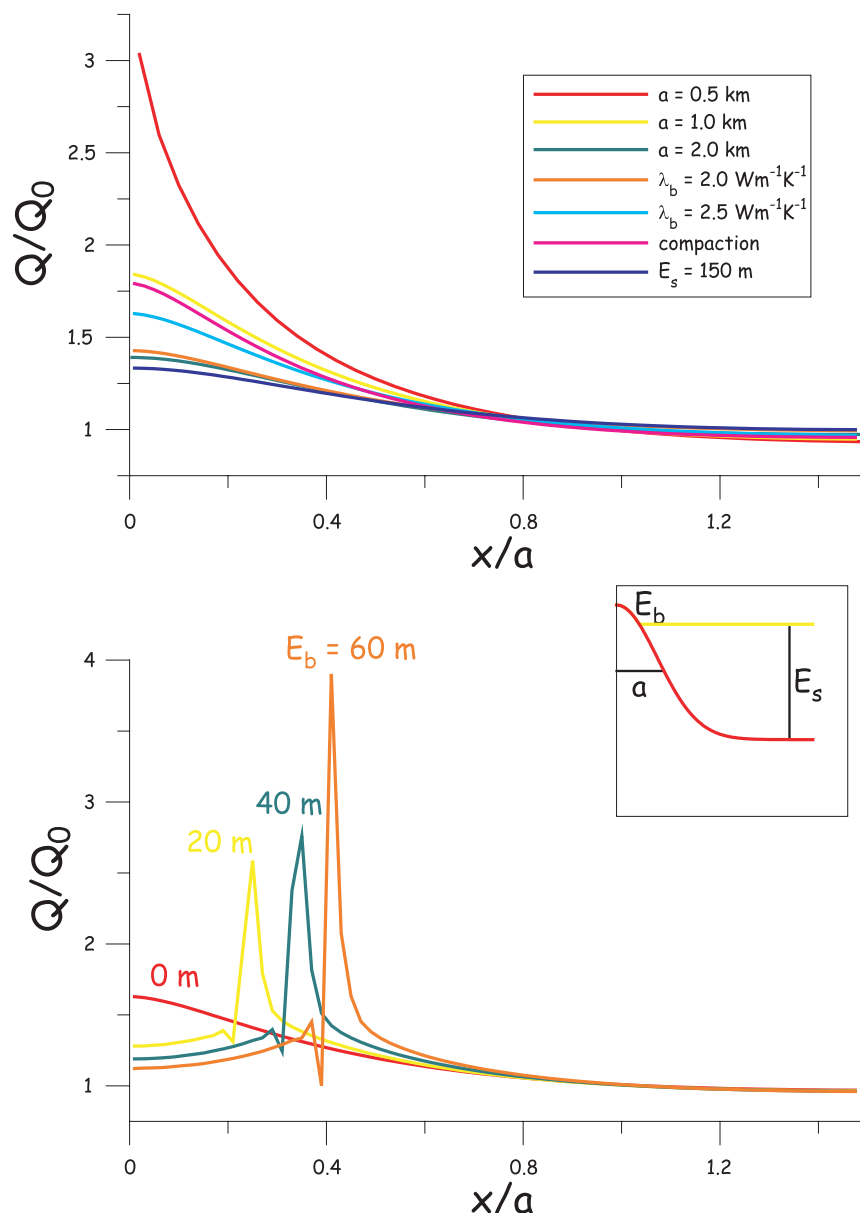 3
2.5
2
1.5
1
Q/Q0
a = 0.5 km
a = 1.0 km
a = 2.0 km
λb = 2.0 Wm-1K-1
λb = 2.5 Wm-1K-1
compaction
Es = 150 m
0 0.4 0.8 1.2
x/a
4
3
2
1
Q/Q0
Eb = 60 m
40 m
20 m
0 m
Eb
a
Es
0 0.4 0.8 1.2
x/a